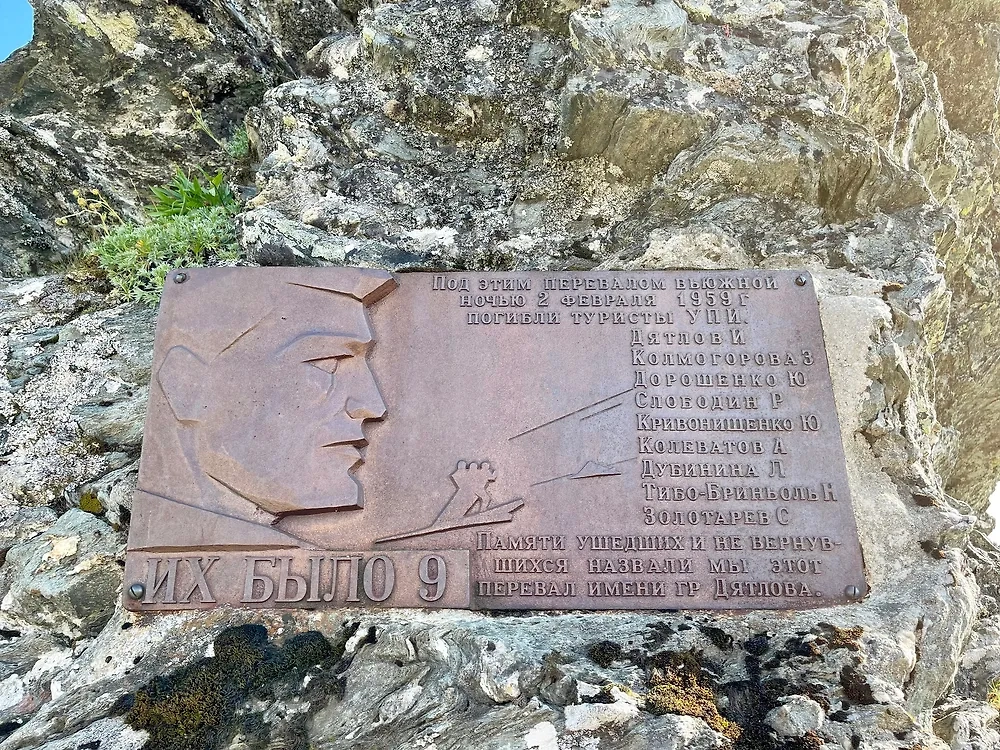 Под этим перевалом вьюжной
ночью 2 февраля 1959 г
погибли туристы УПИ.
Дятлов И
Колмогорова З
Дорошенко Ю
Слободин Р
Кривонищенко Ю
Колеватов А
Дубинина Л
Тибо-Бриньоль Н
Золотарев С
Памяти ушедших и не вернув-
шихся назвали мы этот
перевал имени гр Дятлова.
ИХ БЫЛО 9